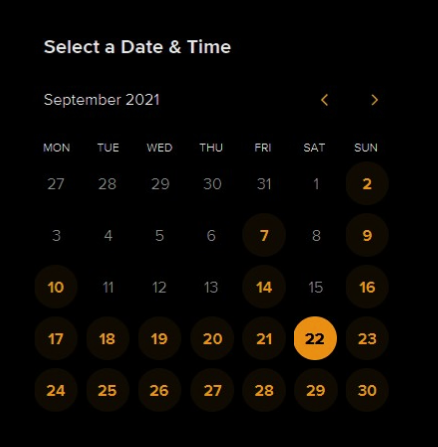 Select a Date & Time
September 2021
MON TUE WED THU FRI SAT SUN
27 28 29 30 31 1 2
3 4 5 6 7 8 9
10 11 12 13 14 15 16
17 18 19 20 21 22 23
24 25 26 27 28 29 30